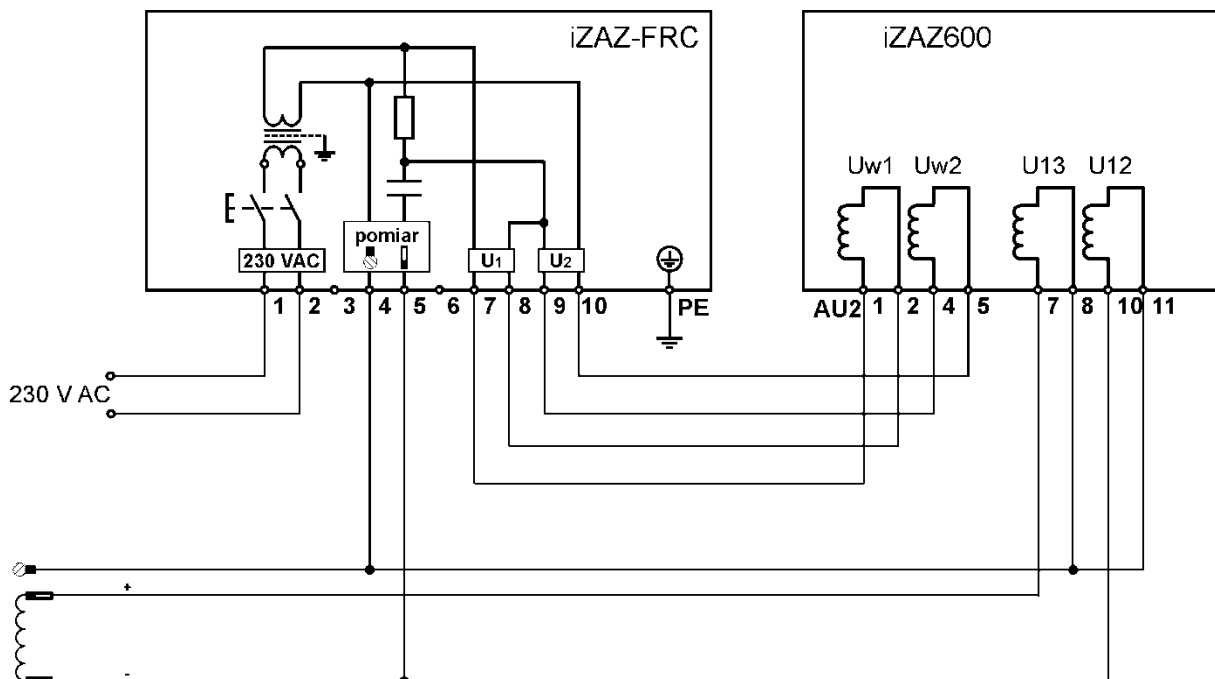 iZAZ-FRC
iZAZ600
Uw1 Uw2 U13 U12
pomiar
230 VAC
U1
U2
1 2 3 4 5 6 7 8 9 10 PE
AU2 1 2 4 5 7 8 10 11
230 V AC
+
-